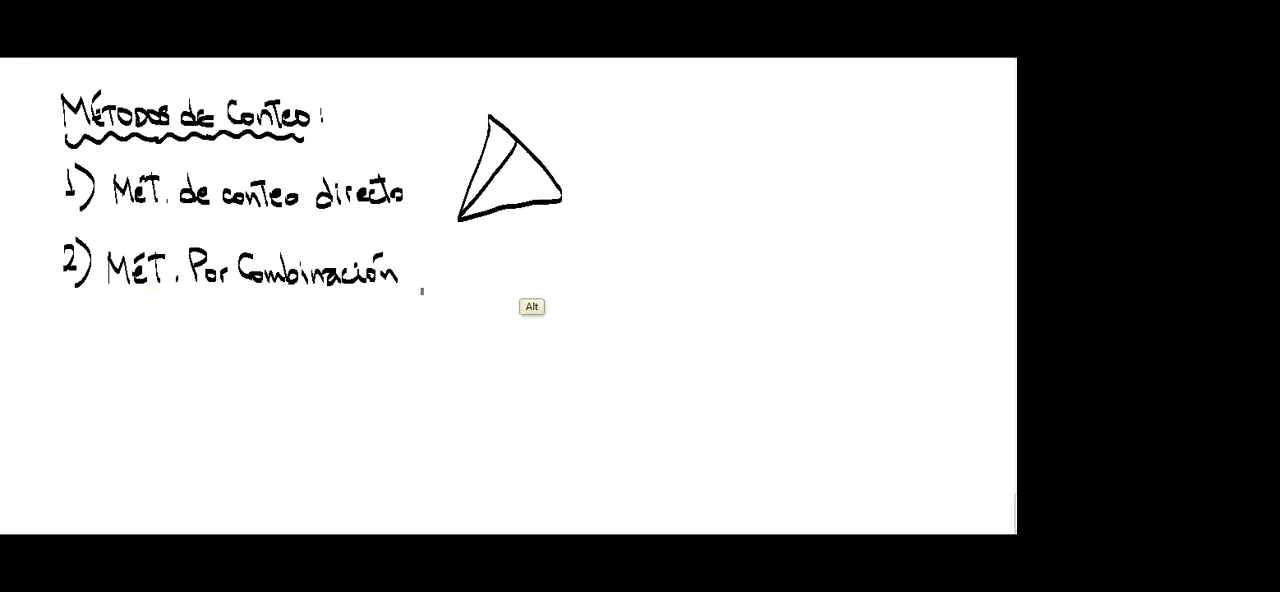 MÉTODOS de Conteo:
1) MÉT. de conteo directo
2) MÉT. Por Combinación
Alt